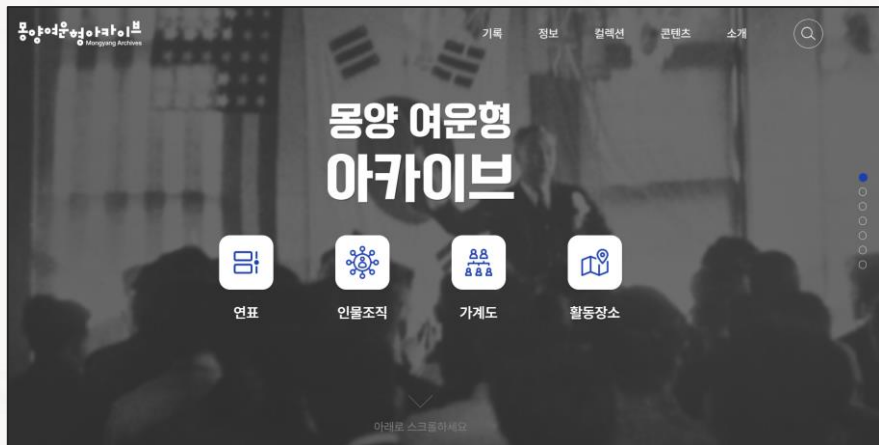 몽양여운형아카이브
Mongyang Archives
기록 정보 컬렉션 콘텐츠 소개
몽양 여운형
아카이브
연표 인물조직 가계도 활동장소
아래로 스크롤하세요